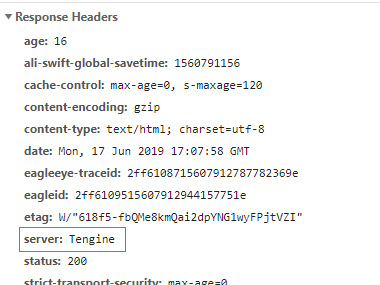 Response Headers
age: 16
ali-swift-global-savetime: 1560791156
cache-control: max-age=0, s-maxage=120
content-encoding: gzip
content-type: text/html; charset=utf-8
date: Mon, 17 Jun 2019 17:07:58 GMT
eagleeye-traceid: 2ff6108715607912787782369e
eagleid: 2ff6109515607912944157751e
etag: W/"618f5-fbQMe8kmQai2dpYNG1wyFPjtVZI"
server: Tengine
status: 200
strict-transport-security: max-age=0